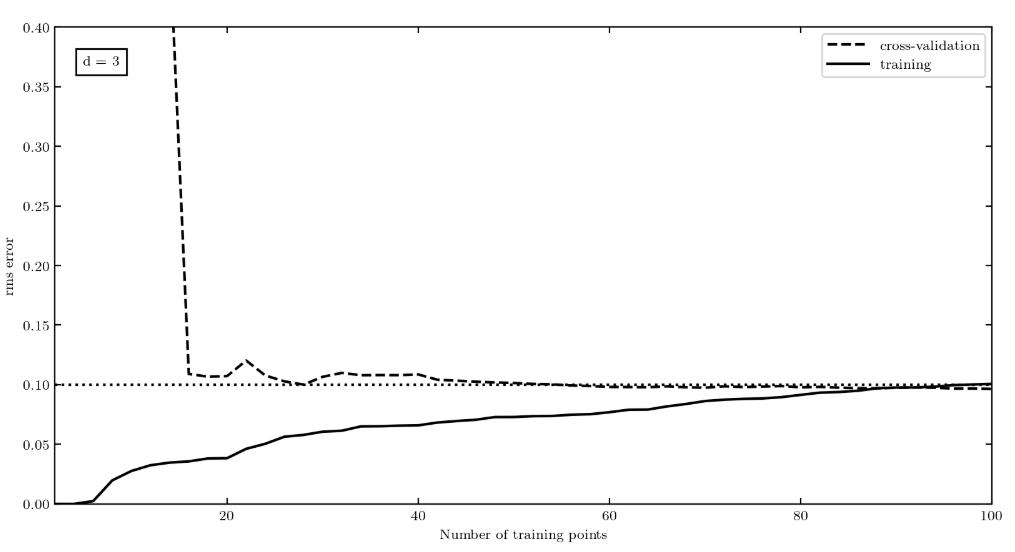 0.40
d = 3
cross-validation
training
0.35
0.30
0.25
0.20
rms error
0.15
0.10
0.05
0.00
20
40
60
80
100
Number of training points